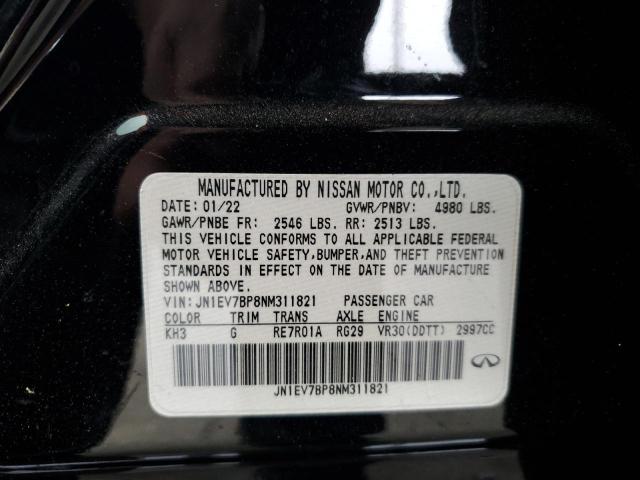 MANUFACTURED BY NISSAN MOTOR CO.,LTD.
DATE: 01/22 GVWR/PNBV: 4980 LBS.
GAWR/PNBE FR: 2546 LBS. RR: 2513 LBS.
THIS VEHICLE CONFORMS TO ALL APPLICABLE FEDERAL
MOTOR VEHICLE SAFETY, BUMPER, AND THEFT PREVENTION
STANDARDS IN EFFECT ON THE DATE OF MANUFACTURE
SHOWN ABOVE.
VIN: JN1EV7BP8NM311821 PASSENGER CAR
COLOR TRIM TRANS AXLE ENGINE
KH3 G RE7R01A RG29 VR30(DDTT) 2997CC
JN1EV7BP8NM311821